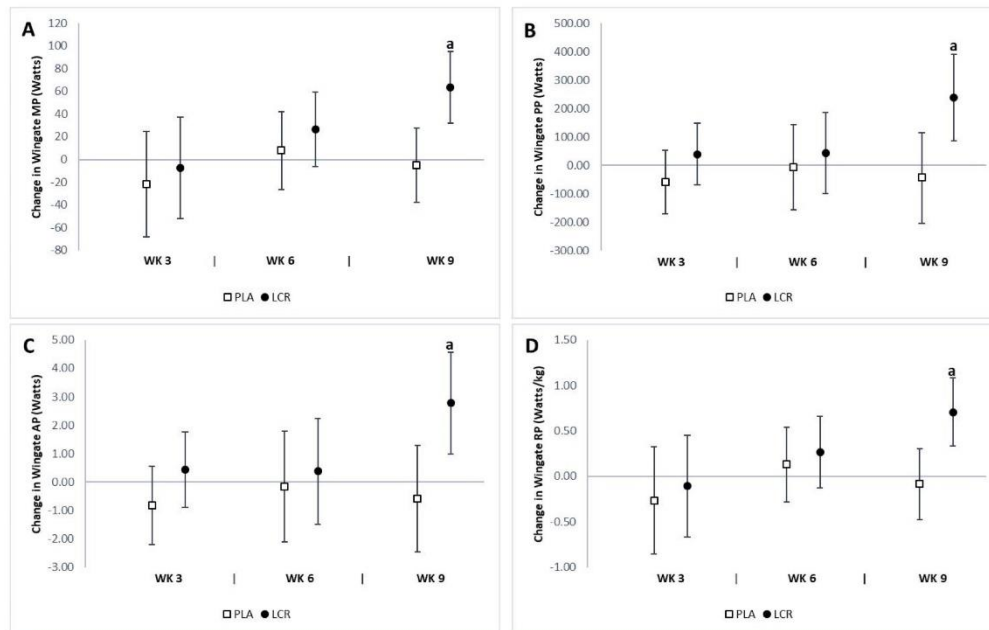 A
Change in Wingate MP (Watts)
120
100
80
60
40
20
0
-20
-40
-60
-80
a
WK 3 | WK 6 | WK 9
PLA LCR
B
Change in Wingate PP (Watts)
500.00
400.00
300.00
200.00
100.00
0.00
-100.00
-200.00
-300.00
a
WK 3 | WK 6 | WK 9
PLA LCR
C
Change in Wingate AP (Watts)
5.00
4.00
3.00
2.00
1.00
0.00
-1.00
-2.00
-3.00
a
WK 3 | WK 6 | WK 9
PLA LCR
D
Change in Wingate RP (Watts/kg)
1.50
1.00
0.50
0.00
-0.50
-1.00
a
WK 3 | WK 6 | WK 9
PLA LCR